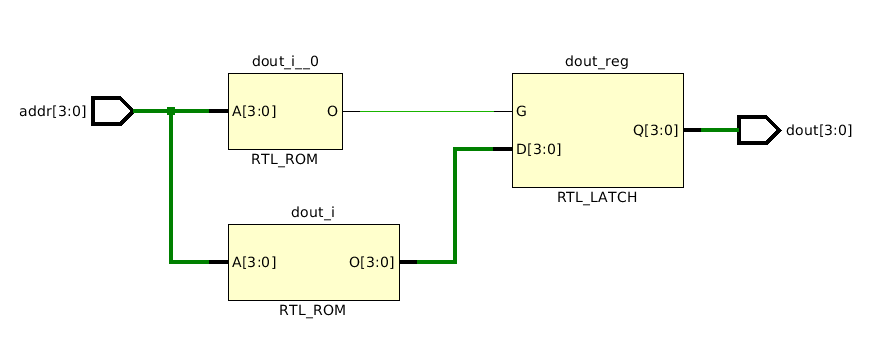 dout_i__0
dout_reg
addr[3:0]
A[3:0]
O
G
Q[3:0]
dout[3:0]
D[3:0]
RTL_ROM
RTL_LATCH
dout_i
A[3:0]
O[3:0]
RTL_ROM